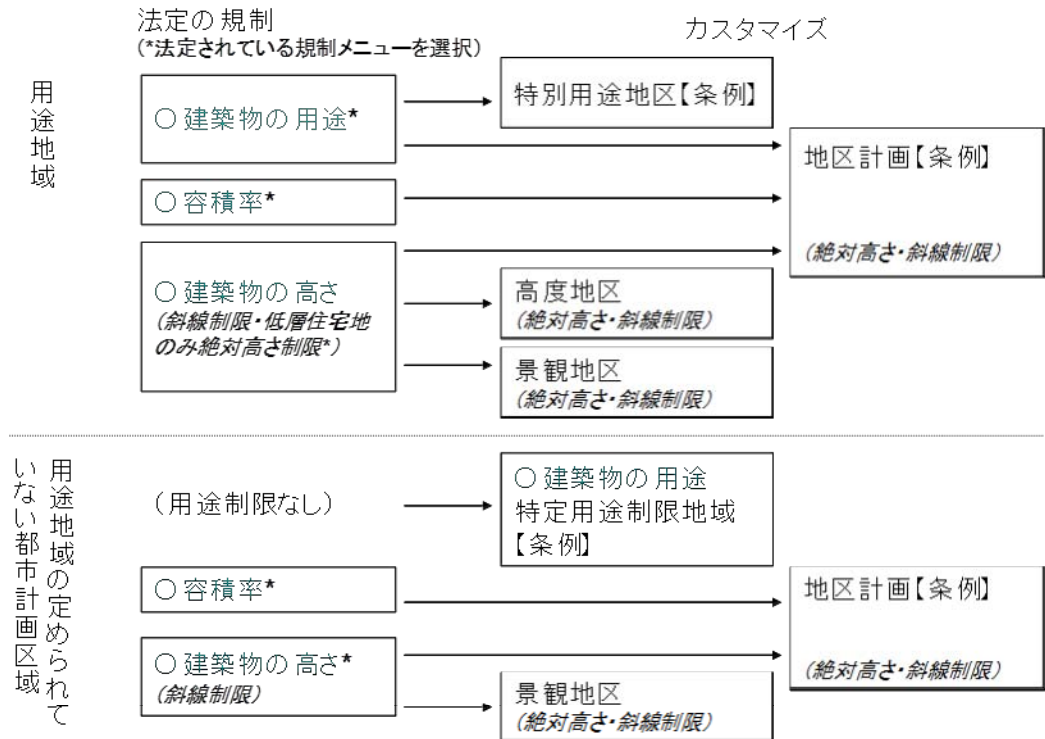 法定の規制
(*法定されている規制メニューを選択)
カスタマイズ
用途地域
○建築物の用途*
特別用途地区【条例】
地区計画【条例】
(絶対高さ・斜線制限)
○容積率*
○建築物の高さ
(斜線制限・低層住宅地
のみ絶対高さ制限*)
高度地区
(絶対高さ・斜線制限)
景観地区
(絶対高さ・斜線制限)
用途地域の定められて
いない都市計画区域
(用途制限なし)
○建築物の用途
特定用途制限地域
【条例】
○容積率*
地区計画【条例】
(絶対高さ・斜線制限)
○建築物の高さ*
(斜線制限)
景観地区
(絶対高さ・斜線制限)